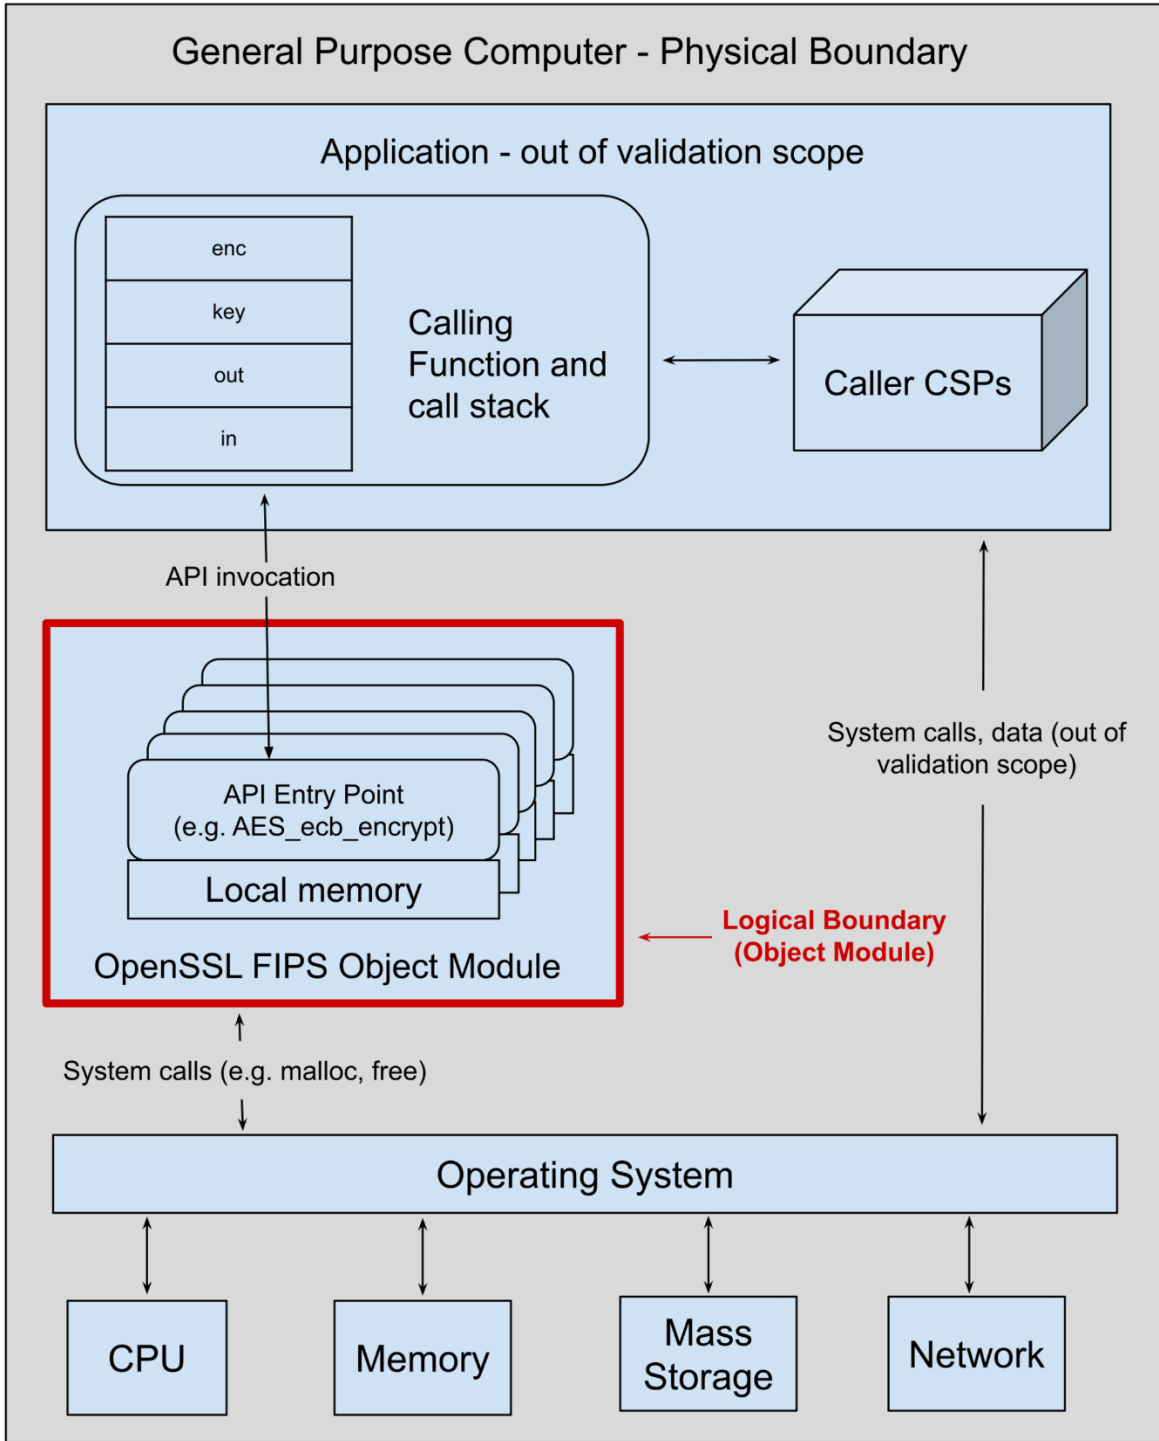 General Purpose Computer - Physical Boundary
Application - out of validation scope
enc
key
out
in
Calling
Function and
call stack
Caller CSPs
API invocation
API Entry Point
(e.g. AES_ecb_encrypt)
Local memory
OpenSSL FIPS Object Module
Logical Boundary
(Object Module)
System calls, data (out of
validation scope)
System calls (e.g. malloc, free)
Operating System
CPU
Memory
Mass
Storage
Network